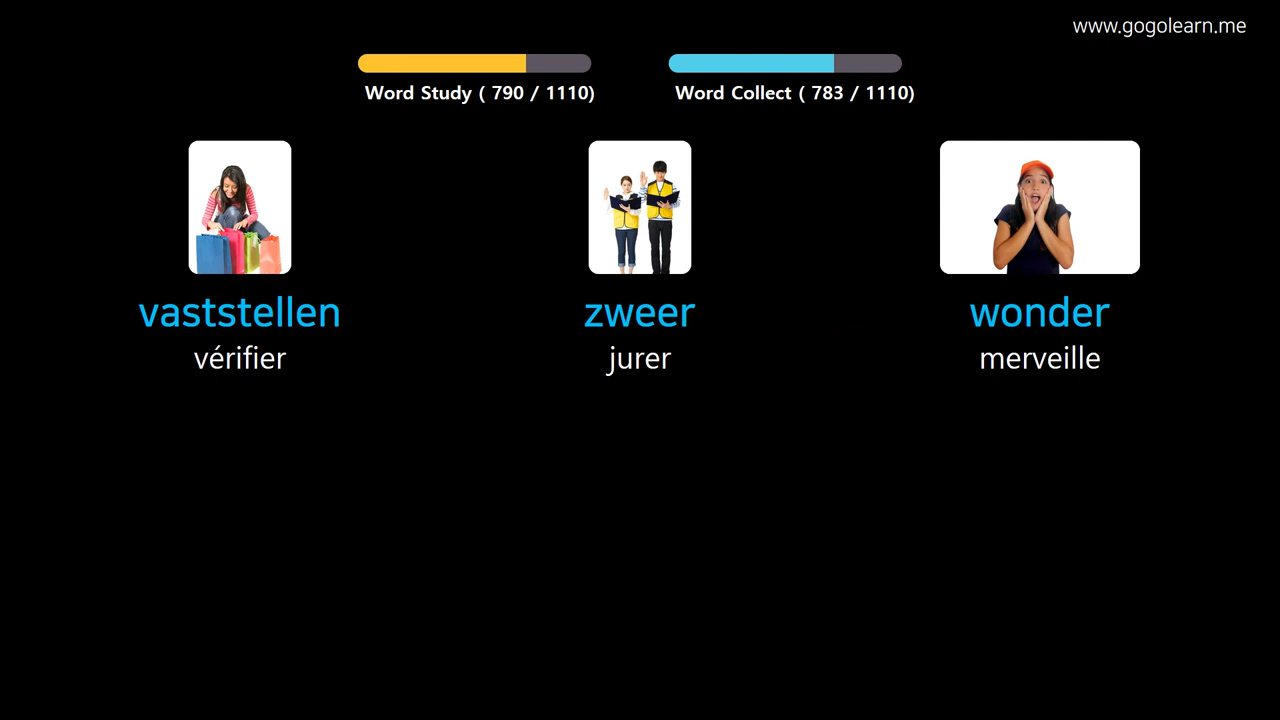 www.gogolearn.me
Word Study ( 790 / 1110)
Word Collect ( 783 / 1110)
vaststellen
vérifier
zweer
jurer
wonder
merveille